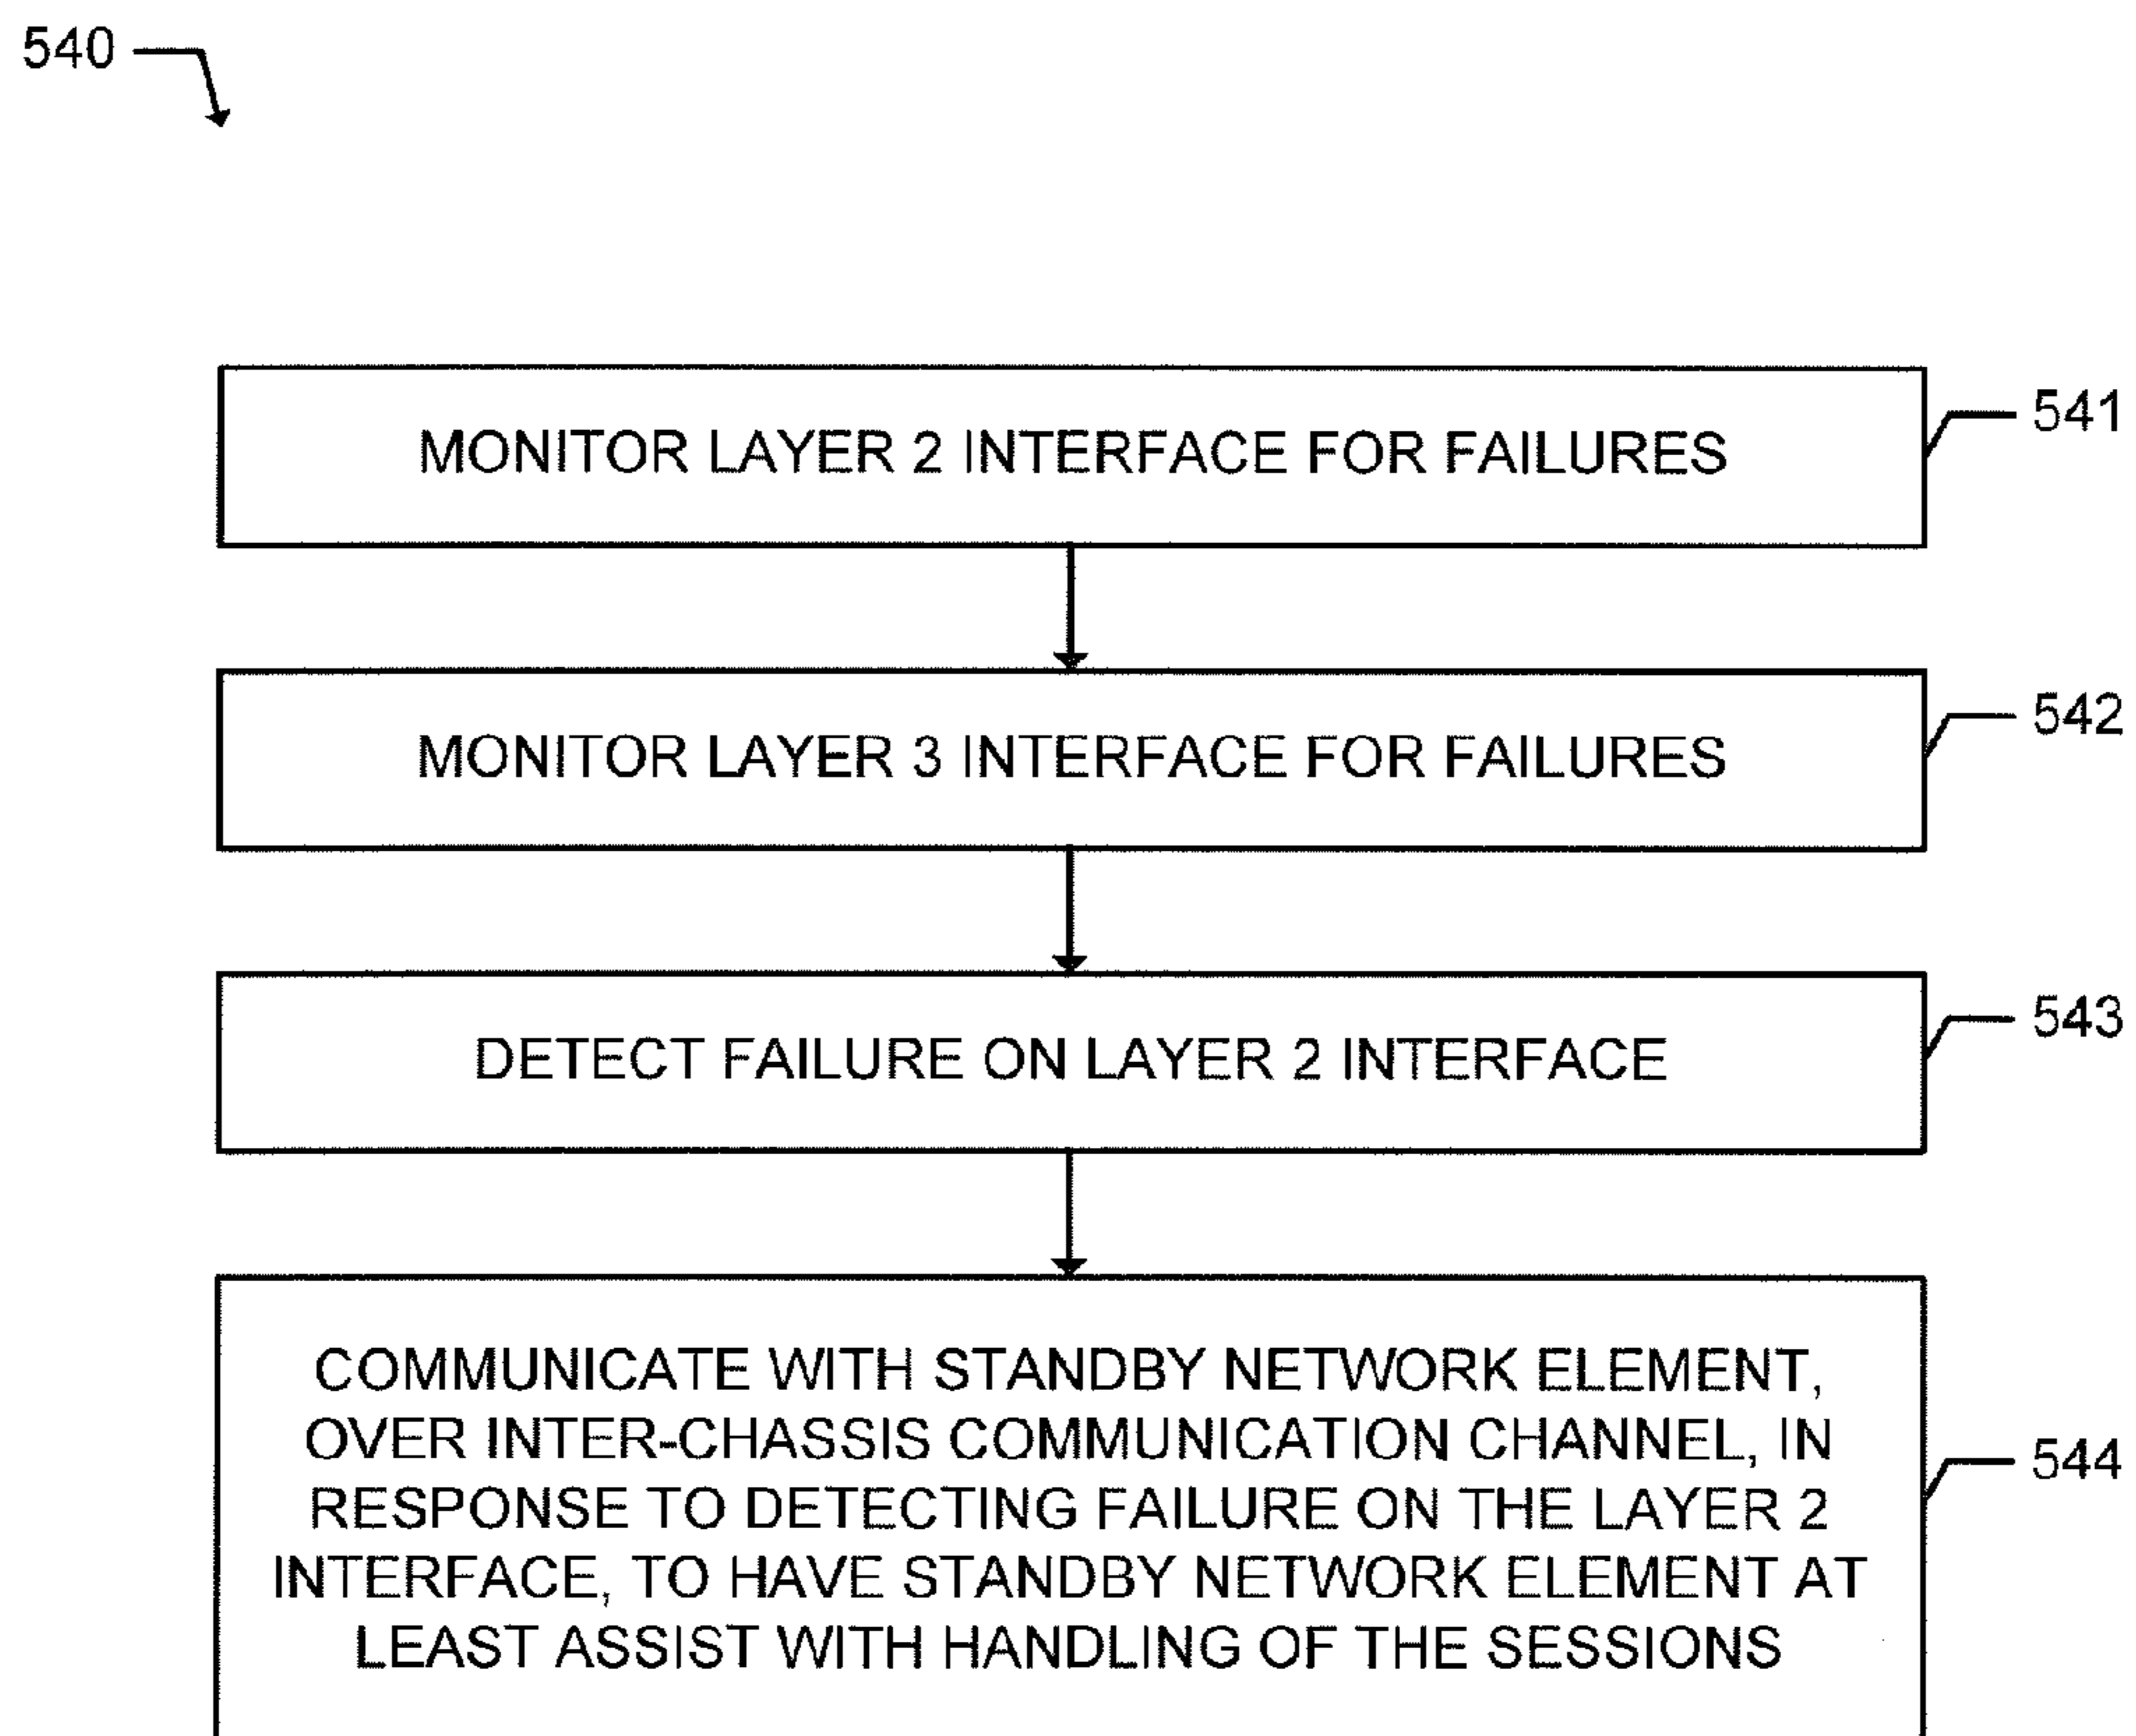 540
MONITOR LAYER 2 INTERFACE FOR FAILURES
541
MONITOR LAYER 3 INTERFACE FOR FAILURES
542
DETECT FAILURE ON LAYER 2 INTERFACE
543
COMMUNICATE WITH STANDBY NETWORK ELEMENT,
OVER INTER-CHASSIS COMMUNICATION CHANNEL, IN
RESPONSE TO DETECTING FAILURE ON THE LAYER 2
INTERFACE, TO HAVE STANDBY NETWORK ELEMENT AT
LEAST ASSIST WITH HANDLING OF THE SESSIONS
544